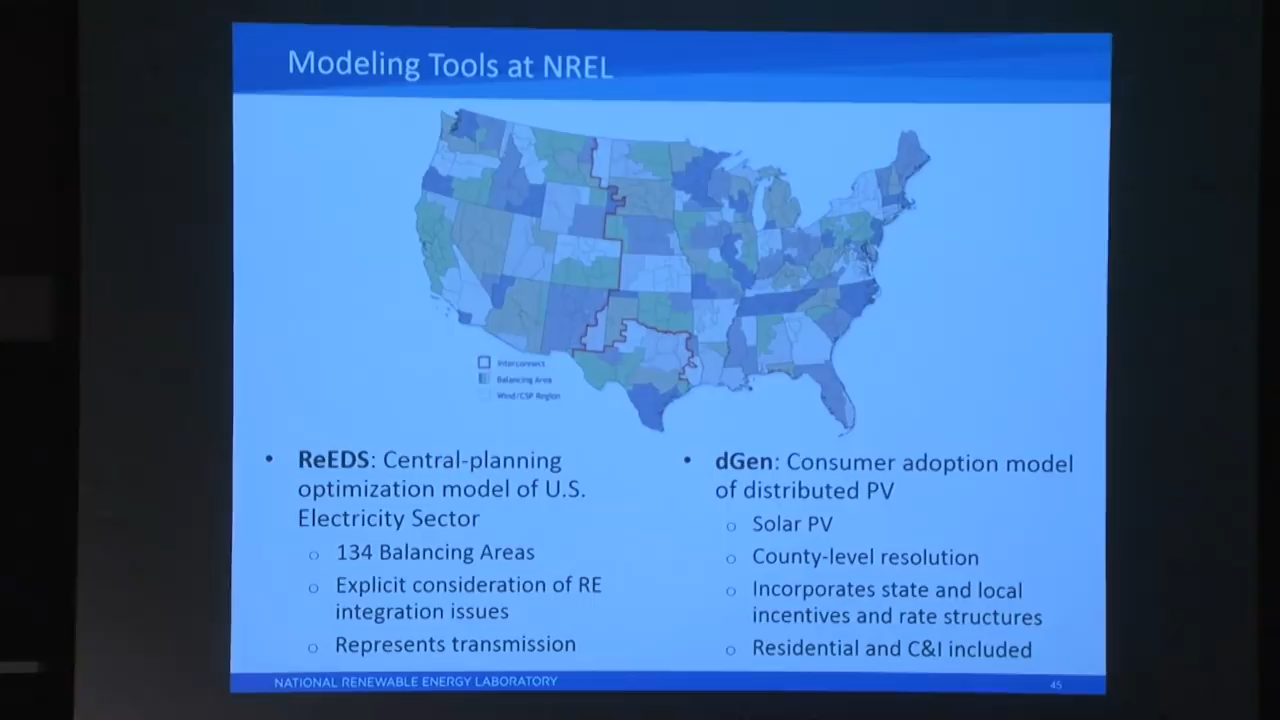 Modeling Tools at NREL
Interconnect
Balancing Area
Wind/CSP Region
• ReEDS: Central-planning
optimization model of U.S.
Electricity Sector
○ 134 Balancing Areas
○ Explicit consideration of RE
integration issues
○ Represents transmission
• dGen: Consumer adoption model
of distributed PV
○ Solar PV
○ County-level resolution
○ Incorporates state and local
incentives and rate structures
○ Residential and C&I included
NATIONAL RENEWABLE ENERGY LABORATORY
45